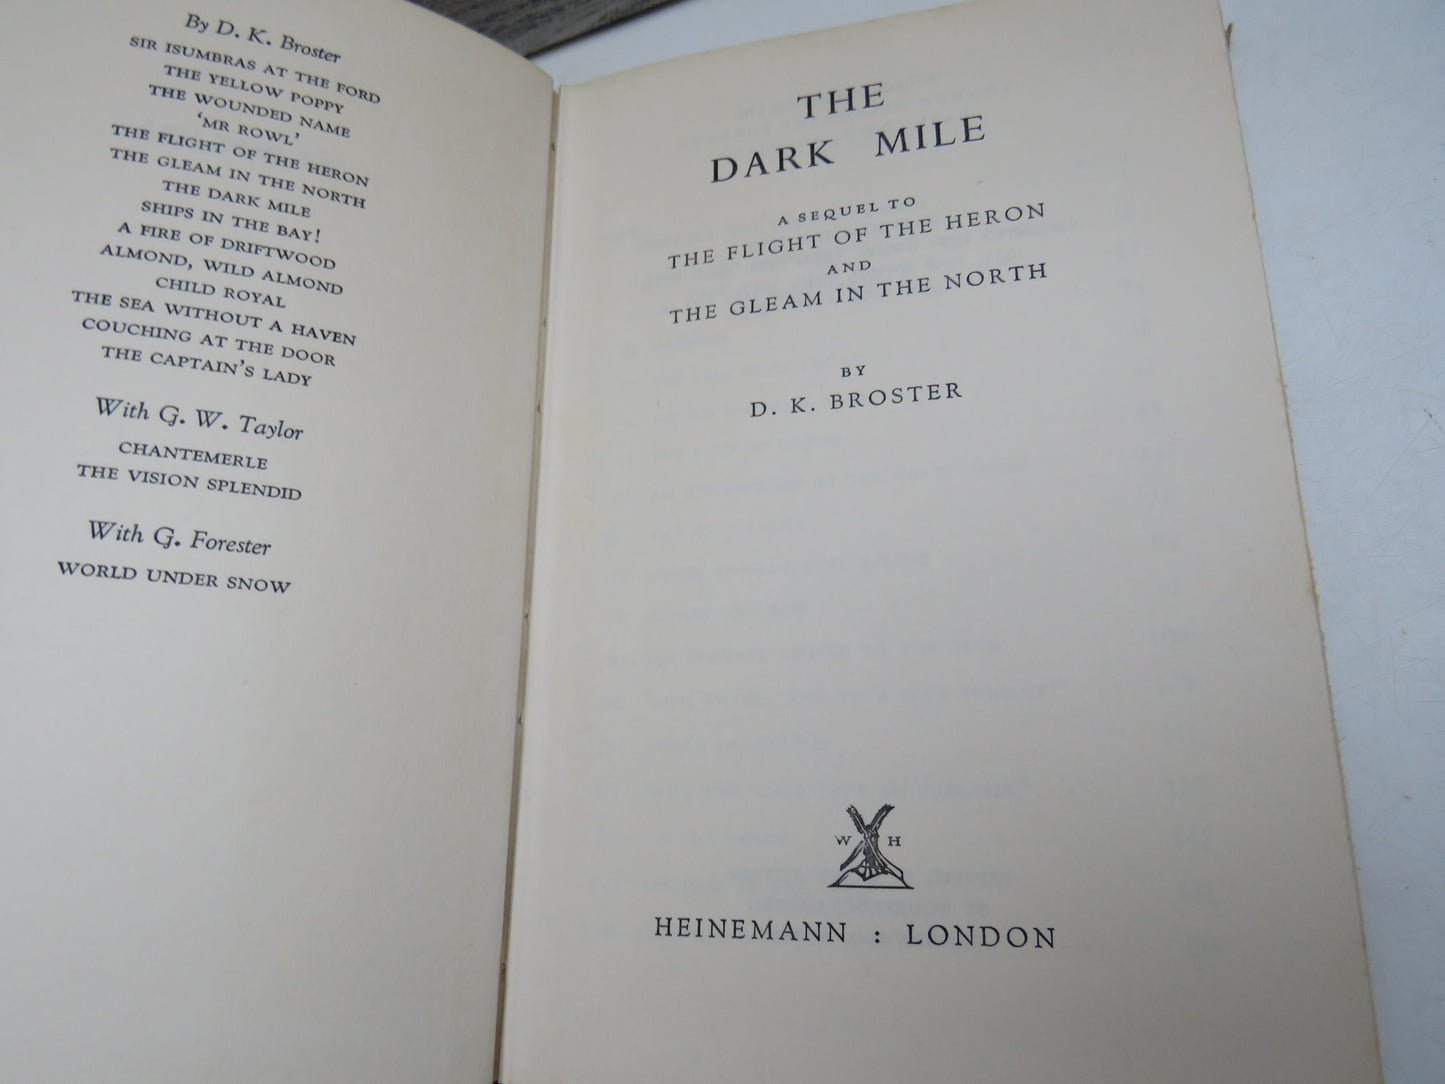 By D. K. Broster
SIR ISUMBRAS AT THE FORD
THE YELLOW POPPY
THE WOUNDED NAME
'MR ROWL'
THE FLIGHT OF THE HERON
THE GLEAM IN THE NORTH
THE DARK MILE
SHIPS IN THE BAY!
A FIRE OF DRIFTWOOD
ALMOND, WILD ALMOND
CHILD ROYAL
THE SEA WITHOUT A HAVEN
COUCHING AT THE DOOR
THE CAPTAIN'S LADY
With G. W. Taylor
CHANTEMERLE
THE VISION SPLENDID
With G. Forester
WORLD UNDER SNOW
THE
DARK MILE
A SEQUEL TO
THE FLIGHT OF THE HERON
AND
THE GLEAM IN THE NORTH
BY
D. K. BROSTER
W H
HEINEMANN : LONDON